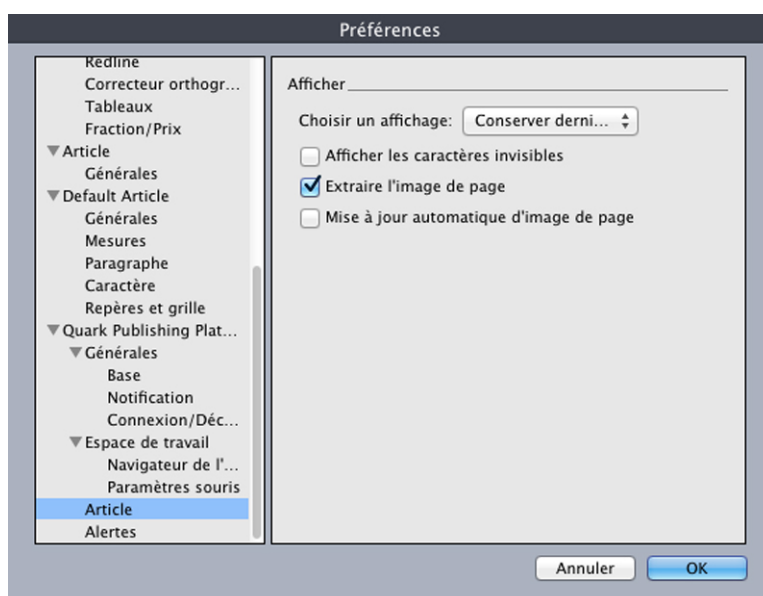 Préférences
Redline
Correcteur orthogr...
Tableaux
Fraction/Prix
Article
Générales
Default Article
Générales
Mesures
Paragraphe
Caractère
Repères et grille
Quark Publishing Plat...
Générales
Base
Notification
Connexion/Déc...
Espace de travail
Navigateur de l'...
Paramètres souris
Article
Alertes
Afficher
Choisir un affichage: Conserver derni...
Afficher les caractères invisibles
Extraire l'image de page
Mise à jour automatique d'image de page
Annuler OK